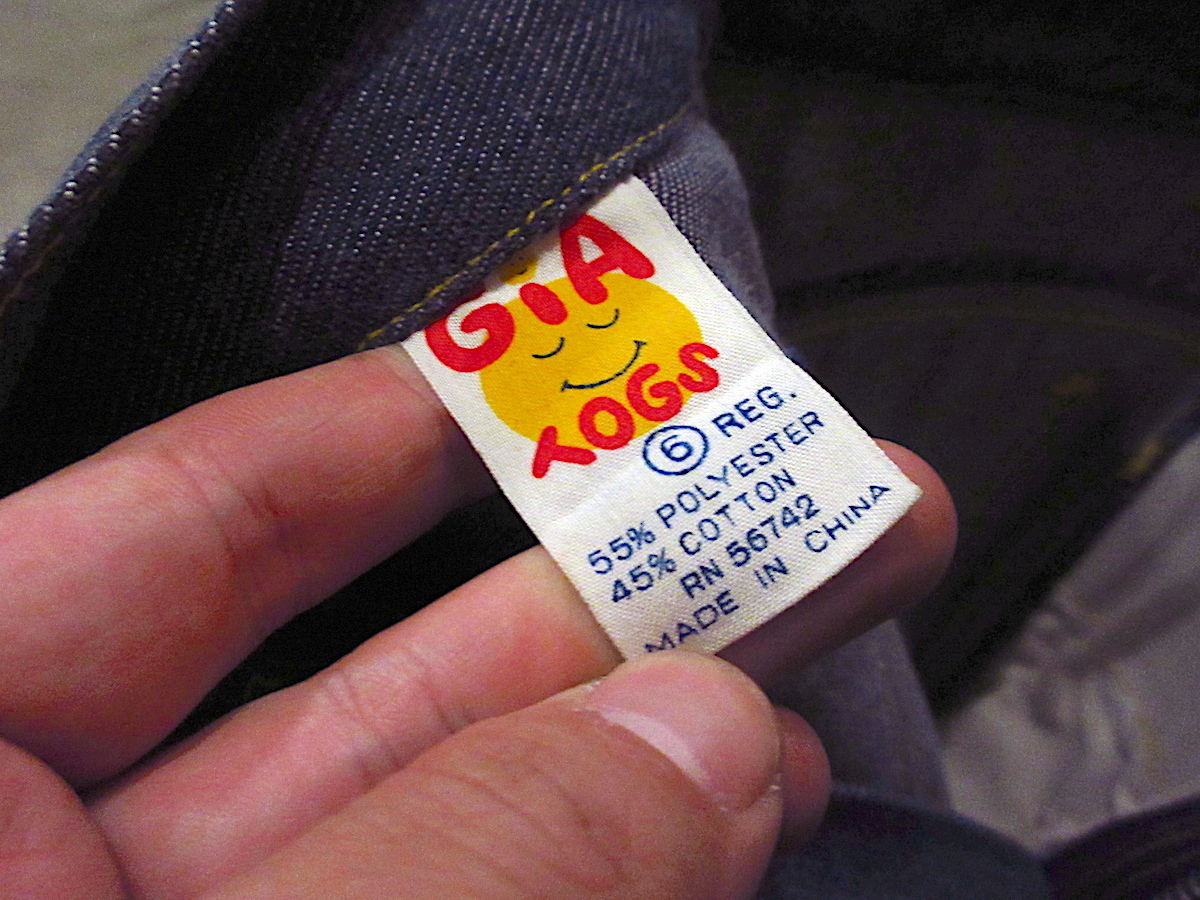 GiA
TOGS
6 REG.
55% POLYESTER
45% COTTON
RN 56742
MADE IN CHINA